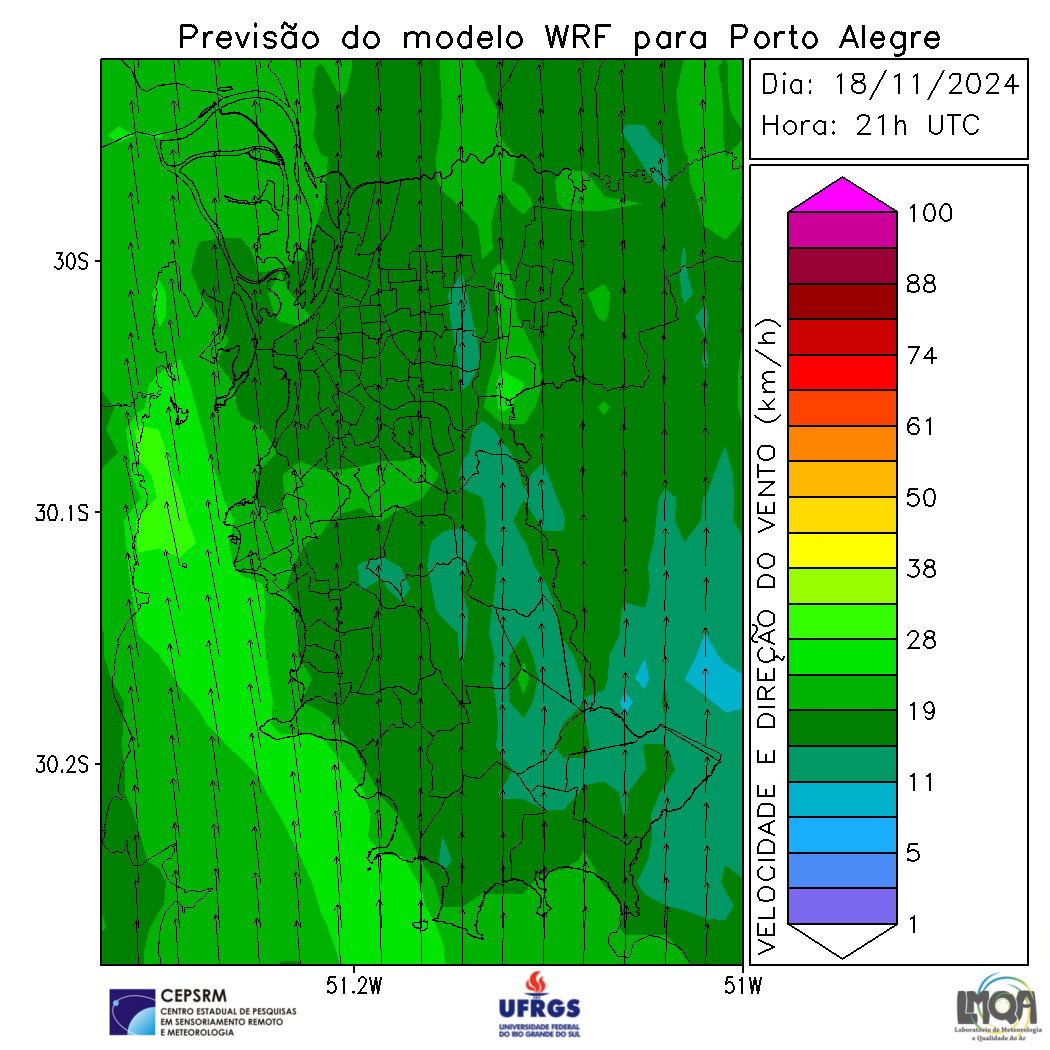 Previsão do modelo WRF para Porto Alegre
Dia: 18/11/2024
Hora: 21h UTC
30S
30.1S
30.2S
51.2W
51W
VELOCIDADE E DIREÇÃO DO VENTO (km/h)
100
88
74
61
50
38
28
19
11
5
1
CEPSRM
CENTRO ESTADUAL DE PESQUISAS
EM SENSORIAMENTO REMOTO
E METEOROLOGIA
UFRGS
UNIVERSIDADE FEDERAL
DO RIO GRANDE DO SUL
LMQA
Laboratório de Meteorologia
e Qualidade do Ar